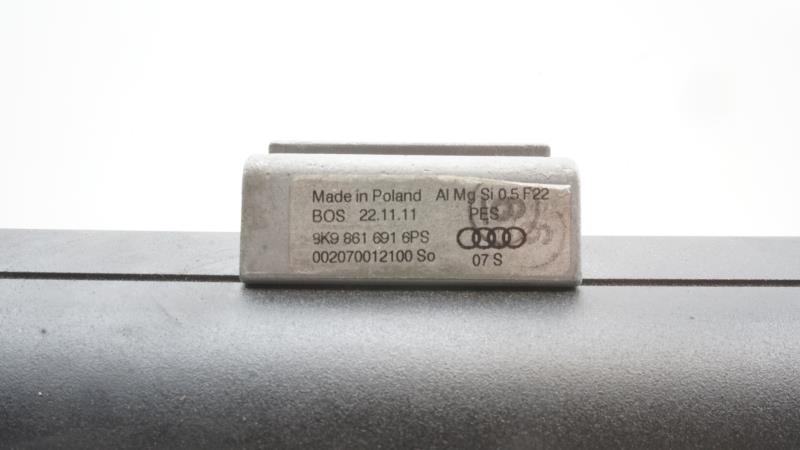 Made in Poland Al Mg Si 0.5 F22
BOS 22.11.11 PES
9K9 861 691 6PS
002070012100 So 07 S